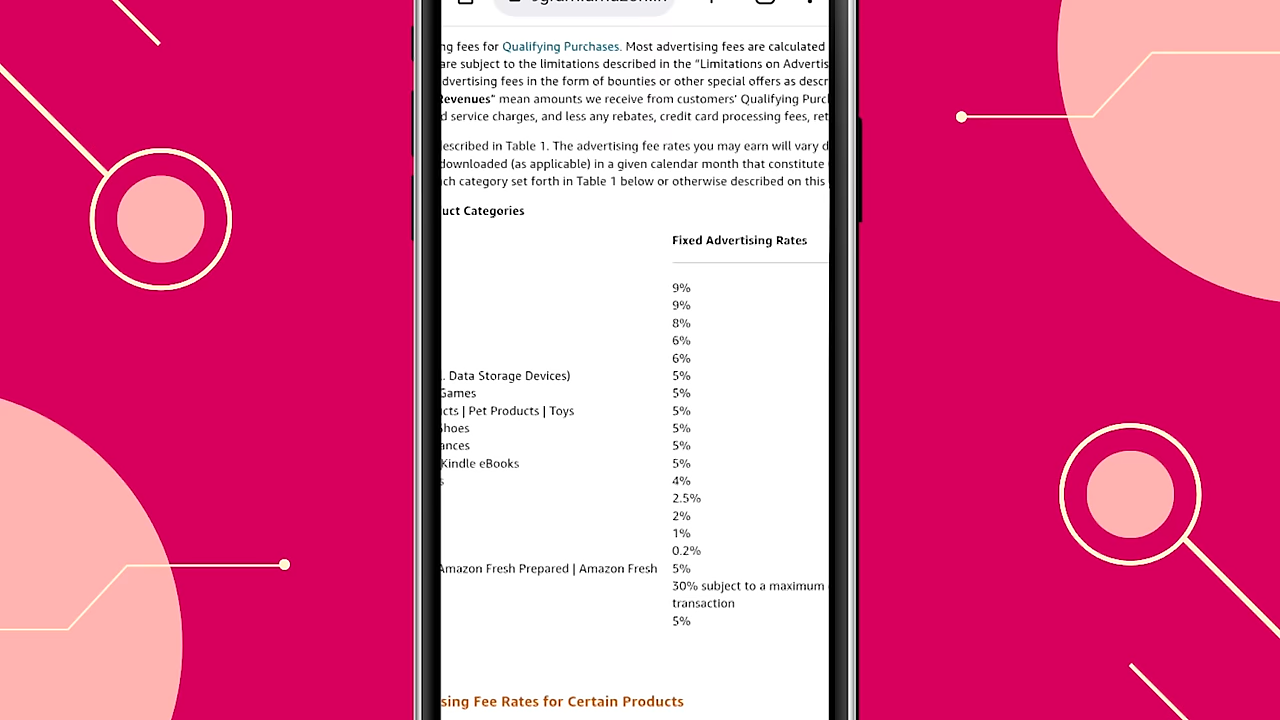 ng fees for Qualifying Purchases. Most advertising fees are calculated
are subject to the limitations described in the "Limitations on Advertis
dvertising fees in the form of bounties or other special offers as descr
Revenues" mean amounts we receive from customers' Qualifying Purch
d service charges, and less any rebates, credit card processing fees, ret
escribed in Table 1. The advertising fee rates you may earn will vary d
downloaded (as applicable) in a given calendar month that constitute
ch category set forth in Table 1 below or otherwise described on this
uct Categories
Fixed Advertising Rates
9%
9%
8%
6%
6%
. Data Storage Devices) 5%
Games 5%
cts | Pet Products | Toys 5%
Shoes 5%
ances 5%
Kindle eBooks 5%
s 4%
2.5%
2%
1%
0.2%
Amazon Fresh Prepared | Amazon Fresh 5%
30% subject to a maximum
transaction
5%
sing Fee Rates for Certain Products